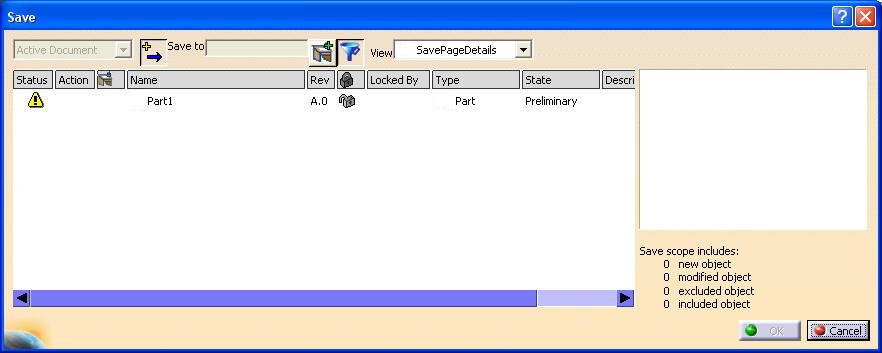 Save
Active Document Save to View SavePageDetails
Status Action Name Rev Locked By Type State Descri
Part1 A.0 Part Preliminary
Save scope includes:
0 new object
0 modified object
0 excluded object
0 included object
OK Cancel